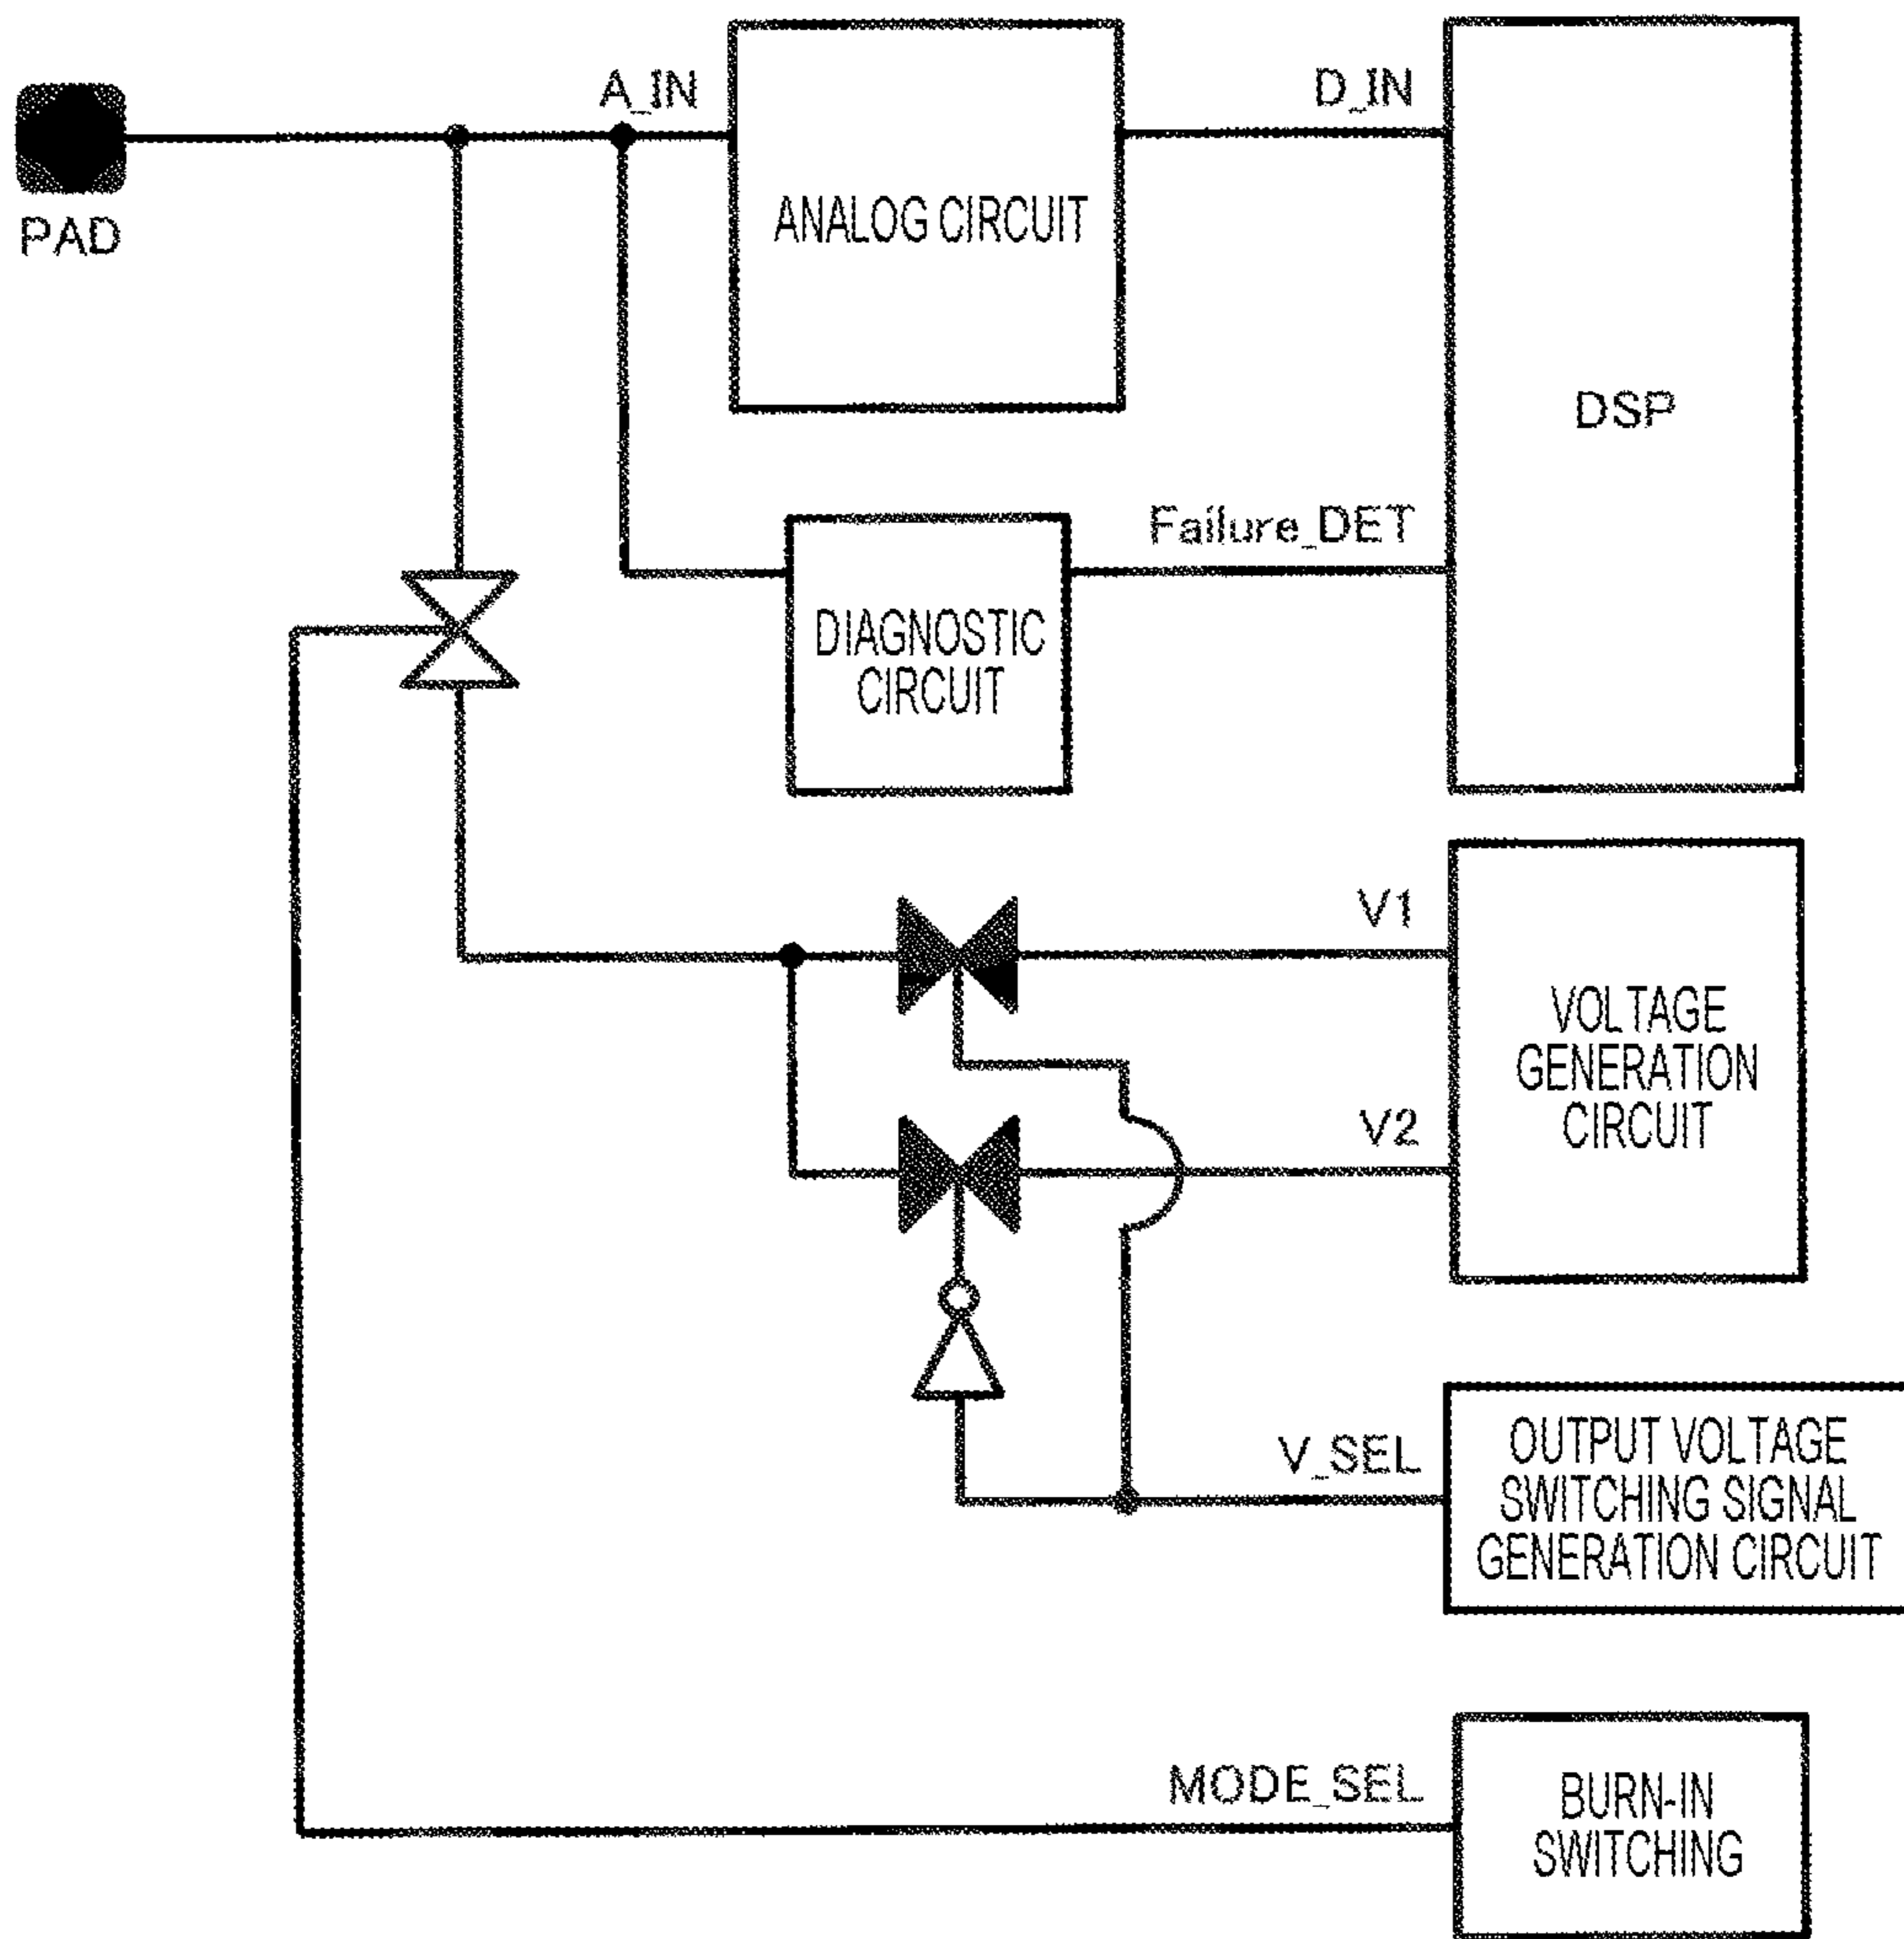 A_IN
D_IN
PAD
ANALOG CIRCUIT
DSP
Failure_DET
DIAGNOSTIC
CIRCUIT
V1
VOLTAGE
GENERATION
CIRCUIT
V2
V_SEL
OUTPUT VOLTAGE
SWITCHING SIGNAL
GENERATION CIRCUIT
MODE_SEL
BURN-IN
SWITCHING